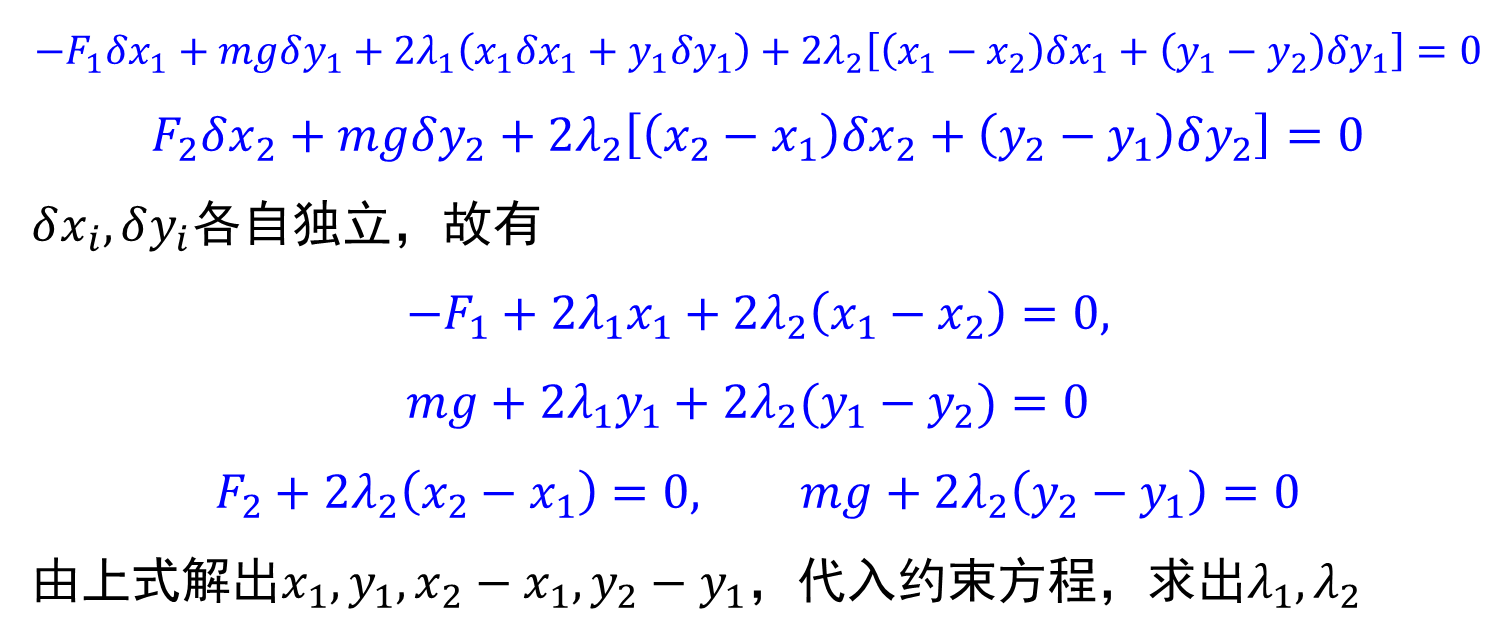 −F₁δx₁ + mgδy₁ + 2λ₁(x₁δx₁ + y₁δy₁) + 2λ₂[(x₁ − x₂)δx₁ + (y₁ − y₂)δy₁] = 0
F₂δx₂ + mgδy₂ + 2λ₂[(x₂ − x₁)δx₂ + (y₂ − y₁)δy₂] = 0
δxᵢ, δyᵢ各自独立，故有
−F₁ + 2λ₁x₁ + 2λ₂(x₁ − x₂) = 0,
mg + 2λ₁y₁ + 2λ₂(y₁ − y₂) = 0
F₂ + 2λ₂(x₂ − x₁) = 0, mg + 2λ₂(y₂ − y₁) = 0
由上式解出x₁, y₁, x₂ − x₁, y₂ − y₁，代入约束方程，求出λ₁, λ₂